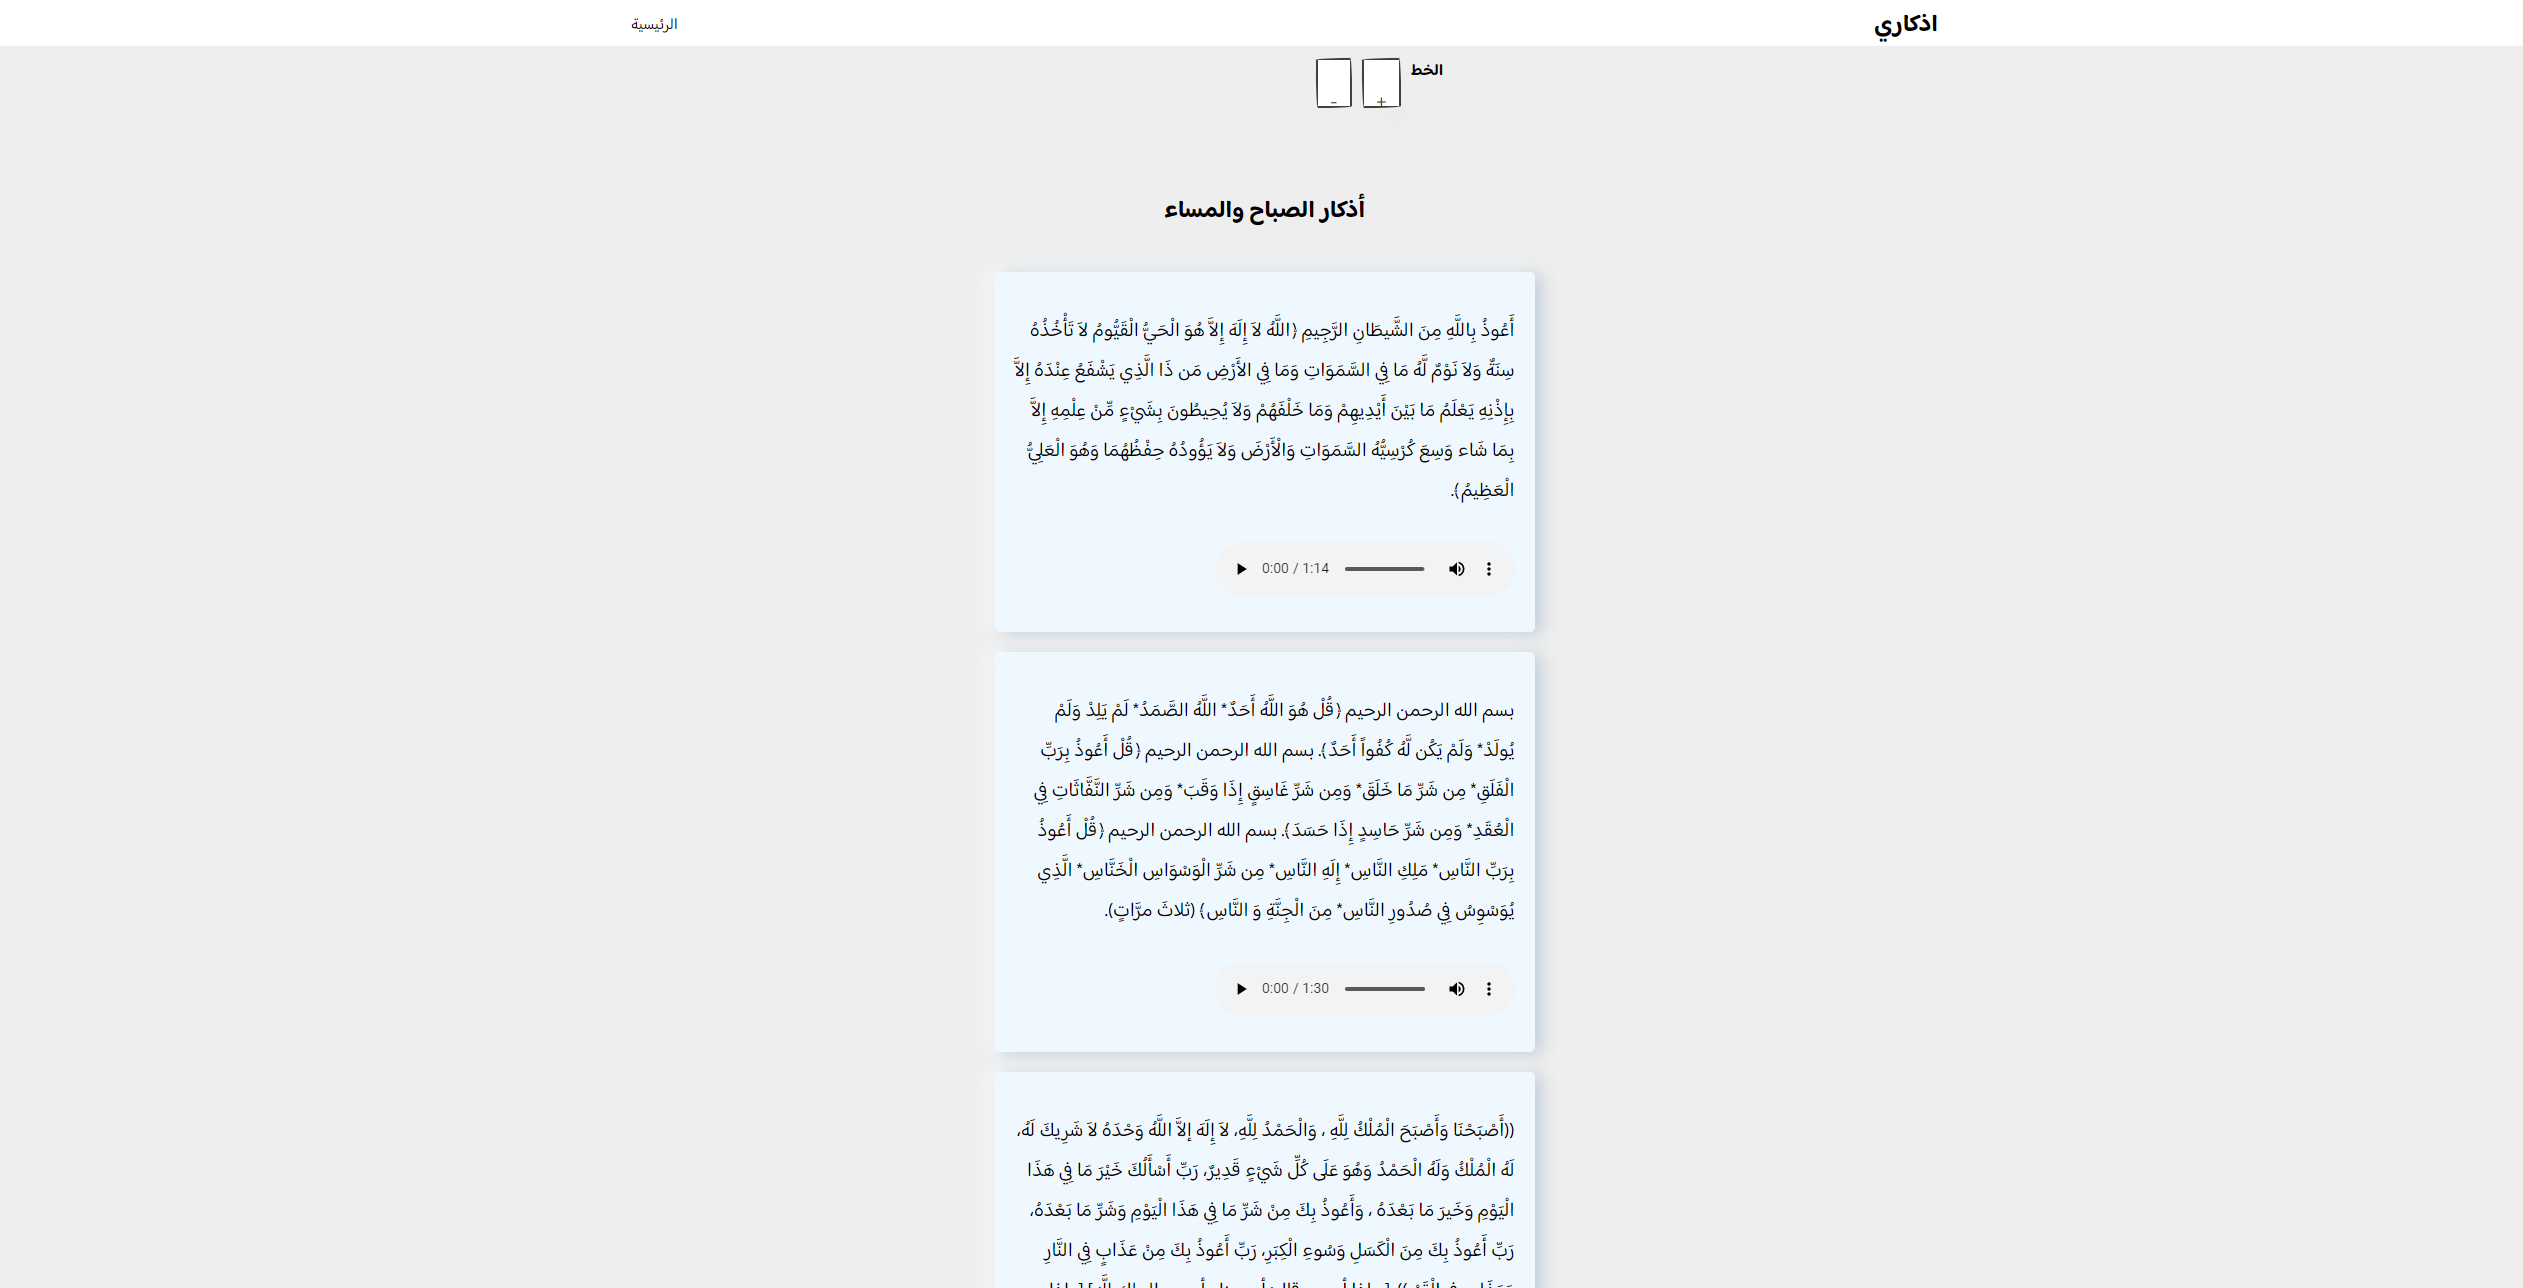 اذكاري
الرئيسية
الخط
+
-
أذكار الصباح والمساء
أَعُوذُ بِاللَّهِ مِنَ الشَّيطَانِ الرَّجِيمِ ﴿اللَّهُ لاَ إِلَهَ إِلاَّ هُوَ الْحَيُّ الْقَيُّومُ لاَ تَأْخُذُهُ
سِنَةٌ وَلاَ نَوْمٌ لَّهُ مَا فِي السَّمَوَاتِ وَمَا فِي الأَرْضِ مَن ذَا الَّذِي يَشْفَعُ عِنْدَهُ إِلاَّ
بِإِذْنِهِ يَعْلَمُ مَا بَيْنَ أَيْدِيهِمْ وَمَا خَلْفَهُمْ وَلاَ يُحِيطُونَ بِشَيْءٍ مِّنْ عِلْمِهِ إِلاَّ
بِمَا شَاء وَسِعَ كُرْسِيُّهُ السَّمَوَاتِ وَالْأَرْضَ وَلاَ يَؤُودُهُ حِفْظُهُمَا وَهُوَ الْعَلِيُّ
الْعَظِيمُ﴾.
0:00 / 1:14
بسم الله الرحمن الرحيم ﴿قُلْ هُوَ اللَّهُ أَحَدٌ* اللَّهُ الصَّمَدُ* لَمْ يَلِدْ وَلَمْ
يُولَدْ* وَلَمْ يَكُن لَّهُ كُفُواً أَحَدٌ﴾. بسم الله الرحمن الرحيم ﴿قُلْ أَعُوذُ بِرَبِّ
الْفَلَقِ* مِن شَرِّ مَا خَلَقَ* وَمِن شَرِّ غَاسِقٍ إِذَا وَقَبَ* وَمِن شَرِّ النَّفَّاثَاتِ فِي
الْعُقَدِ* وَمِن شَرِّ حَاسِدٍ إِذَا حَسَدَ﴾. بسم الله الرحمن الرحيم ﴿قُلْ أَعُوذُ
بِرَبِّ النَّاسِ* مَلِكِ النَّاسِ* إِلَهِ النَّاسِ* مِن شَرِّ الْوَسْوَاسِ الْخَنَّاسِ* الَّذِي
يُوَسْوِسُ فِي صُدُورِ النَّاسِ* مِنَ الْجِنَّةِ وَ النَّاسِ﴾ (ثلاثَ مرَّاتٍ).
0:00 / 1:30
((أَصْبَحْنَا وَأَصْبَحَ الْمُلْكُ لِلَّهِ ، وَالْحَمْدُ لِلَّهِ، لاَ إِلَهَ إلاَّ اللَّهُ وَحْدَهُ لاَ شَرِيكَ لَهُ،
لَهُ الْمُلْكُ وَلَهُ الْحَمْدُ وَهُوَ عَلَى كُلِّ شَيْءٍ قَدِيرٌ، رَبِّ أَسْأَلُكَ خَيْرَ مَا فِي هَذَا
الْيَوْمِ وَخَيرَ مَا بَعْدَهُ ، وَأَعُوذُ بِكَ مِنْ شَرِّ مَا فِي هَذَا الْيَوْمِ وَشَرِّ مَا بَعْدَهُ،
رَبِّ أَعُوذُ بِكَ مِنَ الْكَسَلِ وَسُوءِ الْكِبَرِ، رَبِّ أَعُوذُ بِكَ مِنْ عَذَابٍ فِي النَّارِ